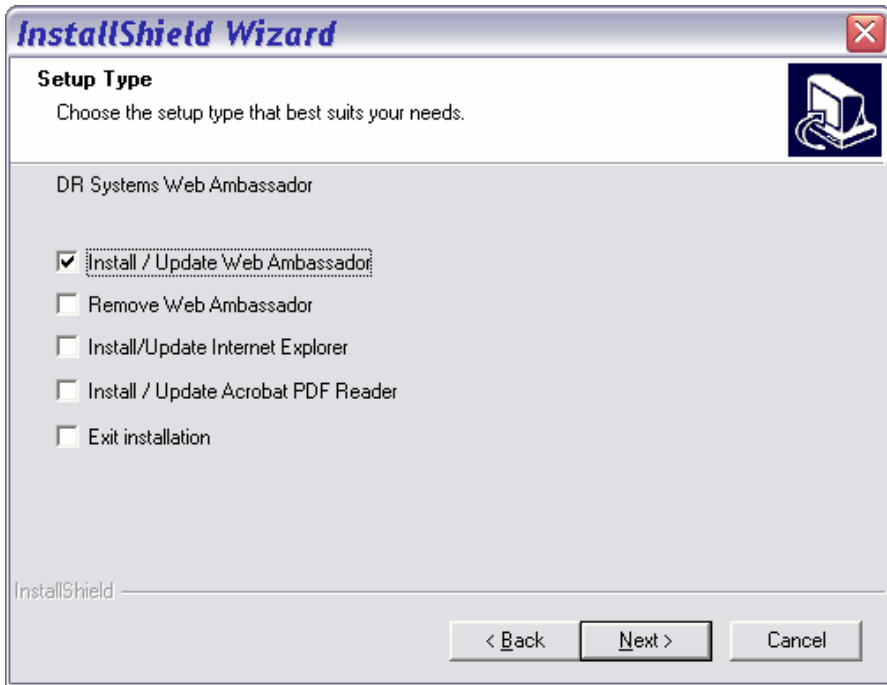 InstallShield Wizard
Setup Type
Choose the setup type that best suits your needs.
DR Systems Web Ambassador
Install / Update Web Ambassador
Remove Web Ambassador
Install/Update Internet Explorer
Install / Update Acrobat PDF Reader
Exit installation
InstallShield
< Back Next > Cancel